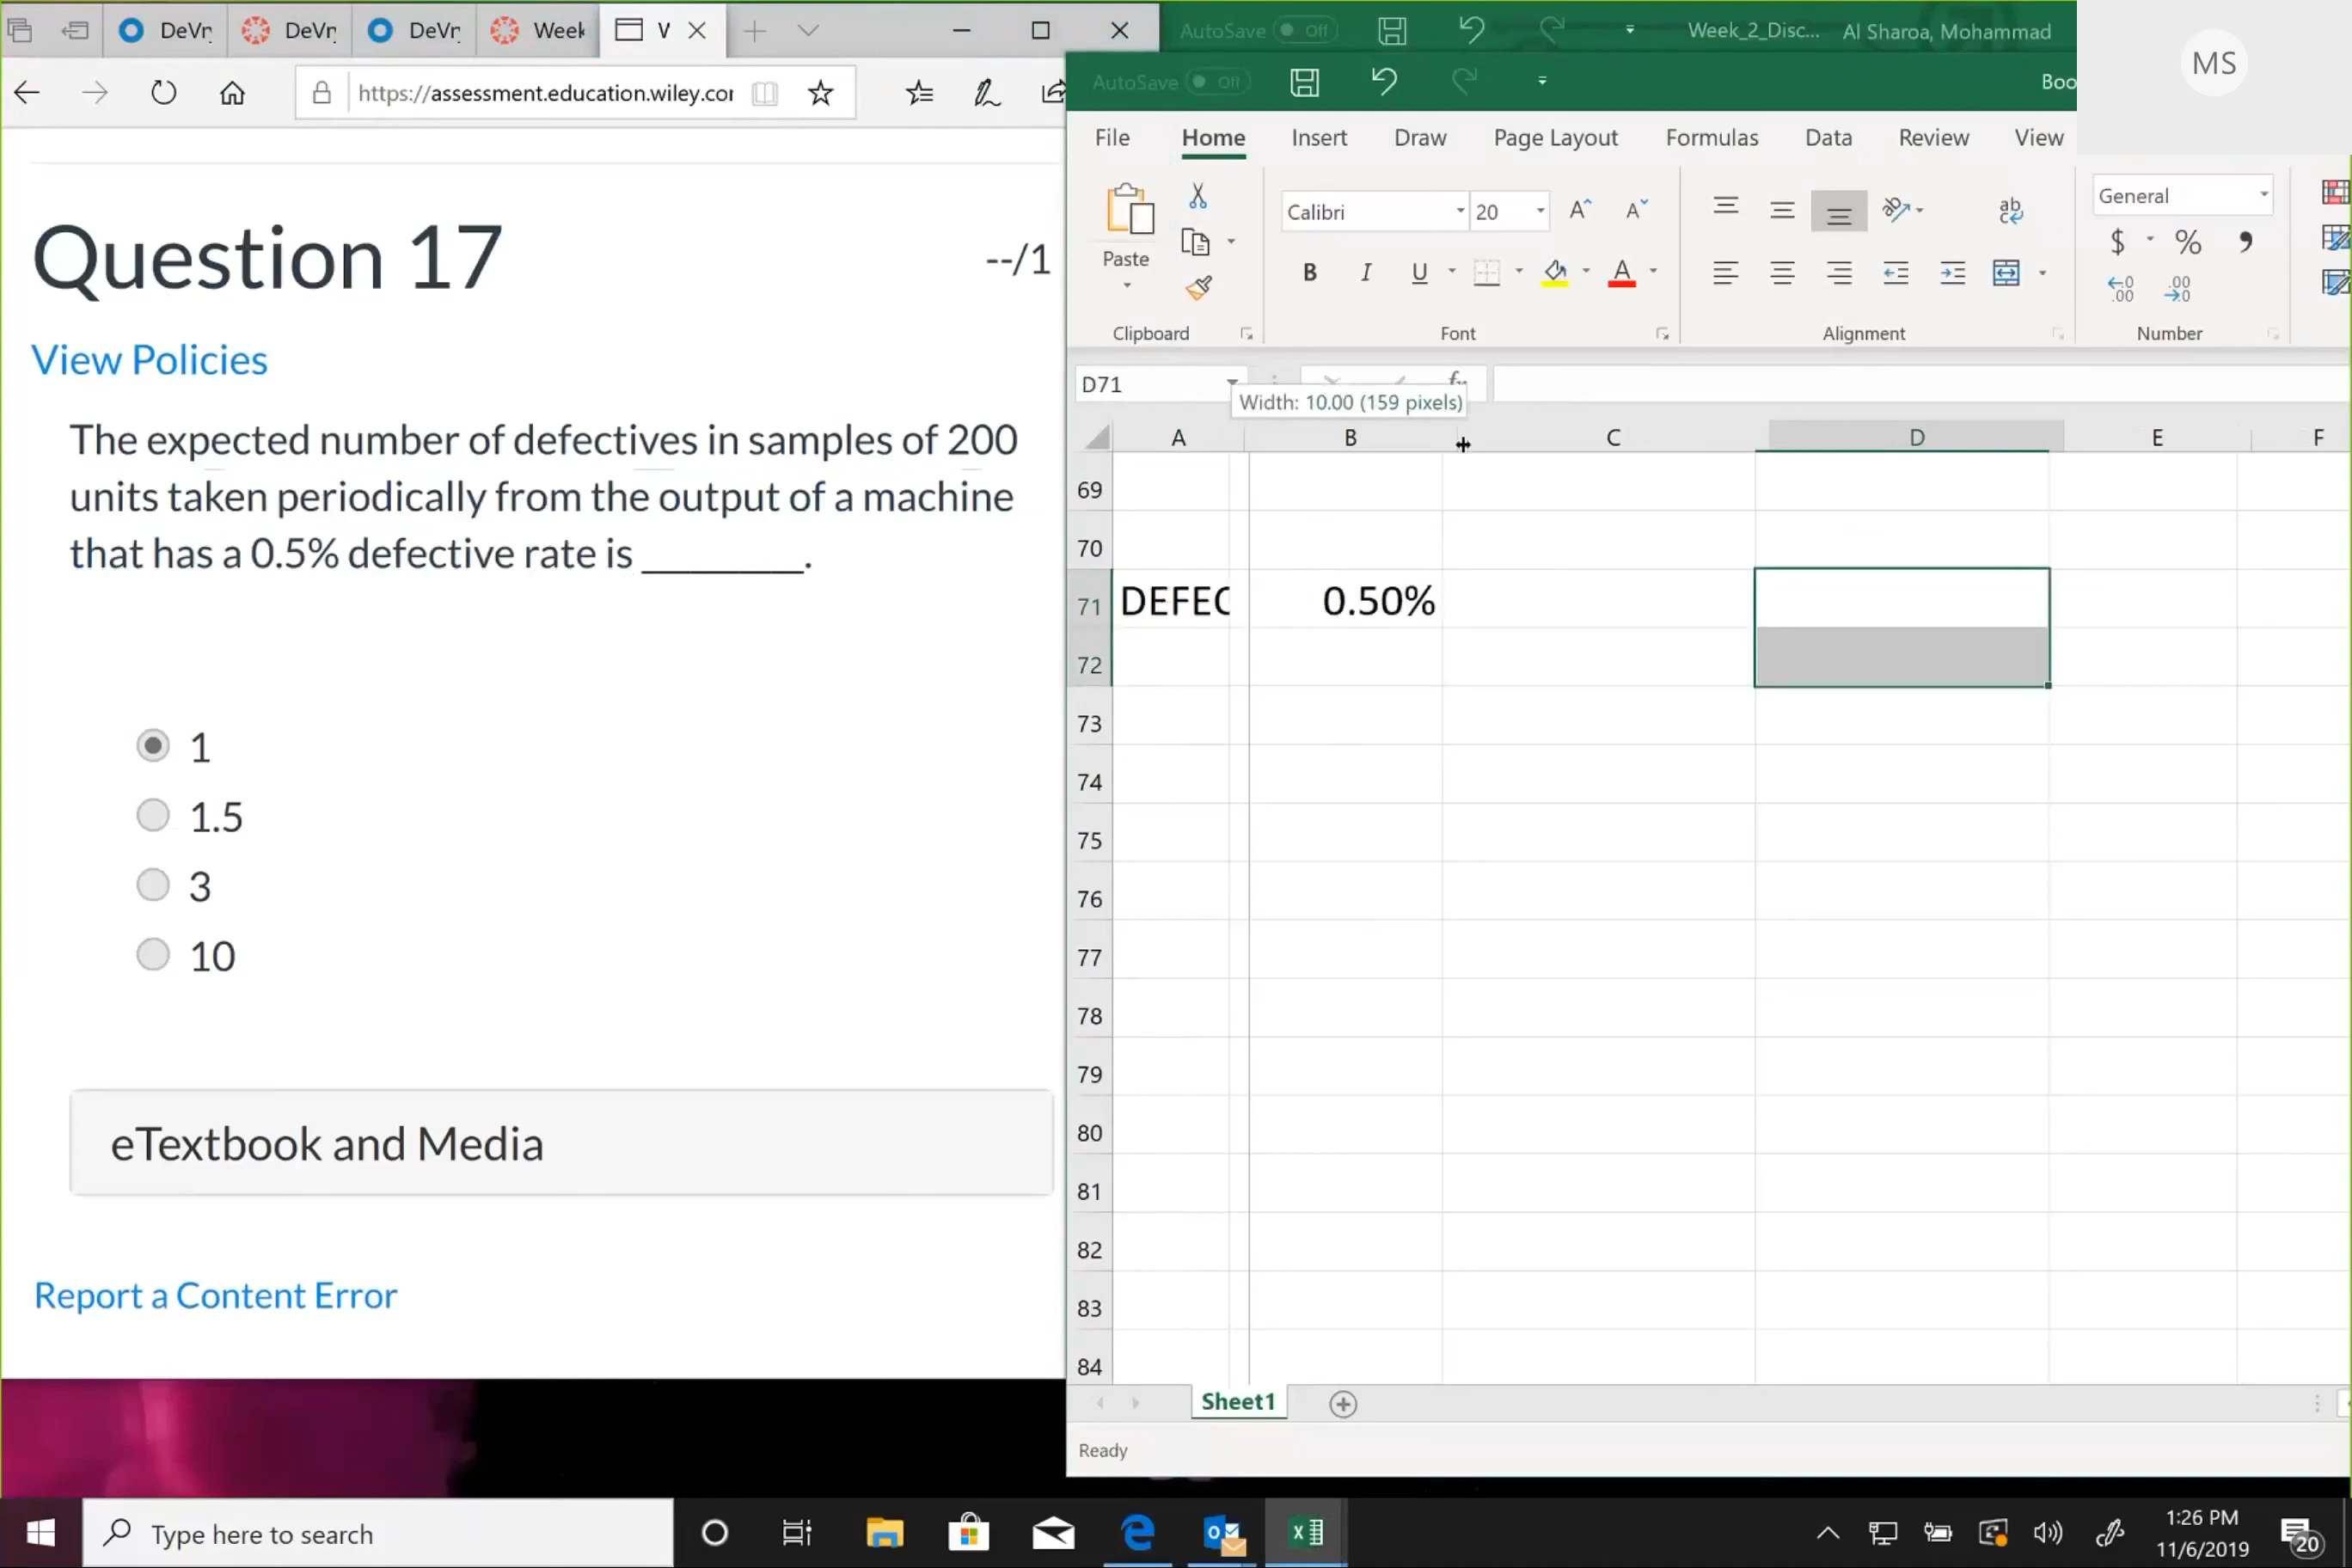 DeVr
DeVr
DeVr
Week
V
https://assessment.education.wiley.cor
AutoSave Off
Week_2_Disc... Al Sharoa, Mohammad
MS
AutoSave Off
Boo
File Home Insert Draw Page Layout Formulas Data Review View
Paste
Calibri 20
General
B I U A
$ % 9
Clipboard Font Alignment Number
D71
Width: 10.00 (159 pixels)
A B C D E F
69
70
71 DEFEC 0.50%
72
73
74
75
76
77
78
79
80
81
82
83
84
Sheet1
Ready
Question 17
--/1
View Policies
The expected number of defectives in samples of 200
units taken periodically from the output of a machine
that has a 0.5% defective rate is ________.
1
1.5
3
10
eTextbook and Media
Report a Content Error
Type here to search
1:26 PM
11/6/2019
20